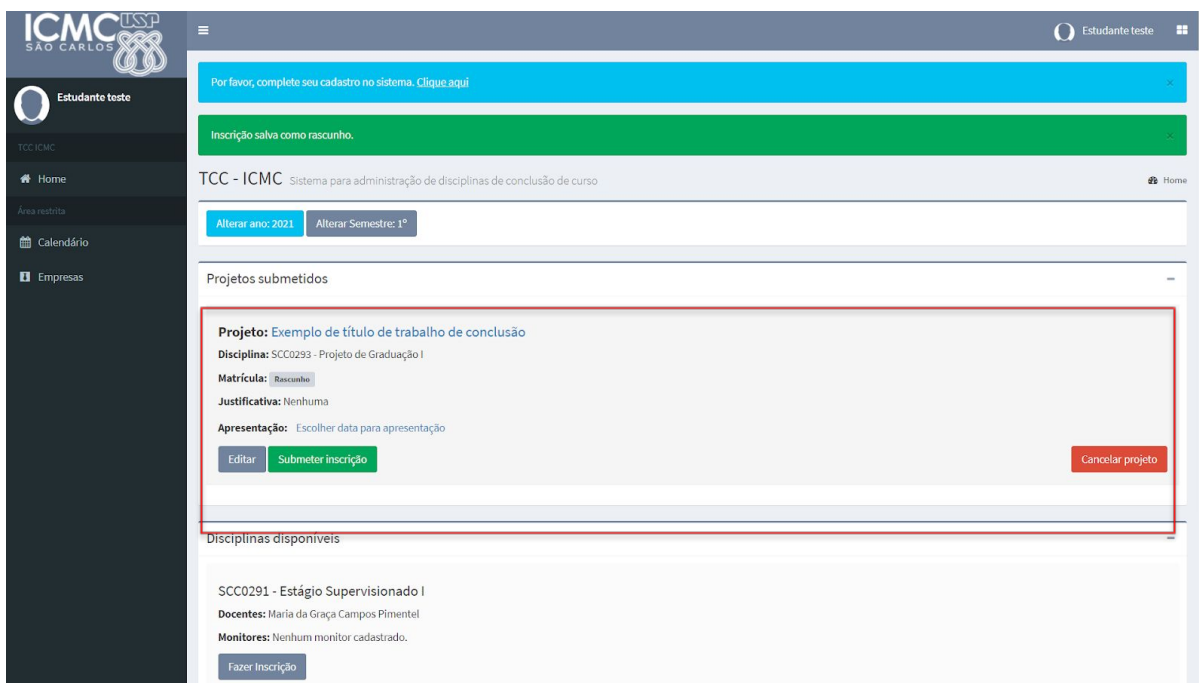 ICMC USP
SÃO CARLOS
Estudante teste
Estudante teste
TCC ICMC
Home
Área restrita
Calendário
Empresas
Por favor, complete seu cadastro no sistema. Clique aqui ×
Inscrição salva como rascunho. ×
TCC - ICMC Sistema para administração de disciplinas de conclusão de curso
Home
Alterar ano: 2021 Alterar Semestre: 1º
Projetos submetidos
Projeto: Exemplo de título de trabalho de conclusão
Disciplina: SCC0293 - Projeto de Graduação I
Matrícula: Rascunho
Justificativa: Nenhuma
Apresentação: Escolher data para apresentação
Editar Submeter inscrição Cancelar projeto
Disciplinas disponíveis
SCC0291 - Estágio Supervisionado I
Docentes: Maria da Graça Campos Pimentel
Monitores: Nenhum monitor cadastrado.
Fazer Inscrição